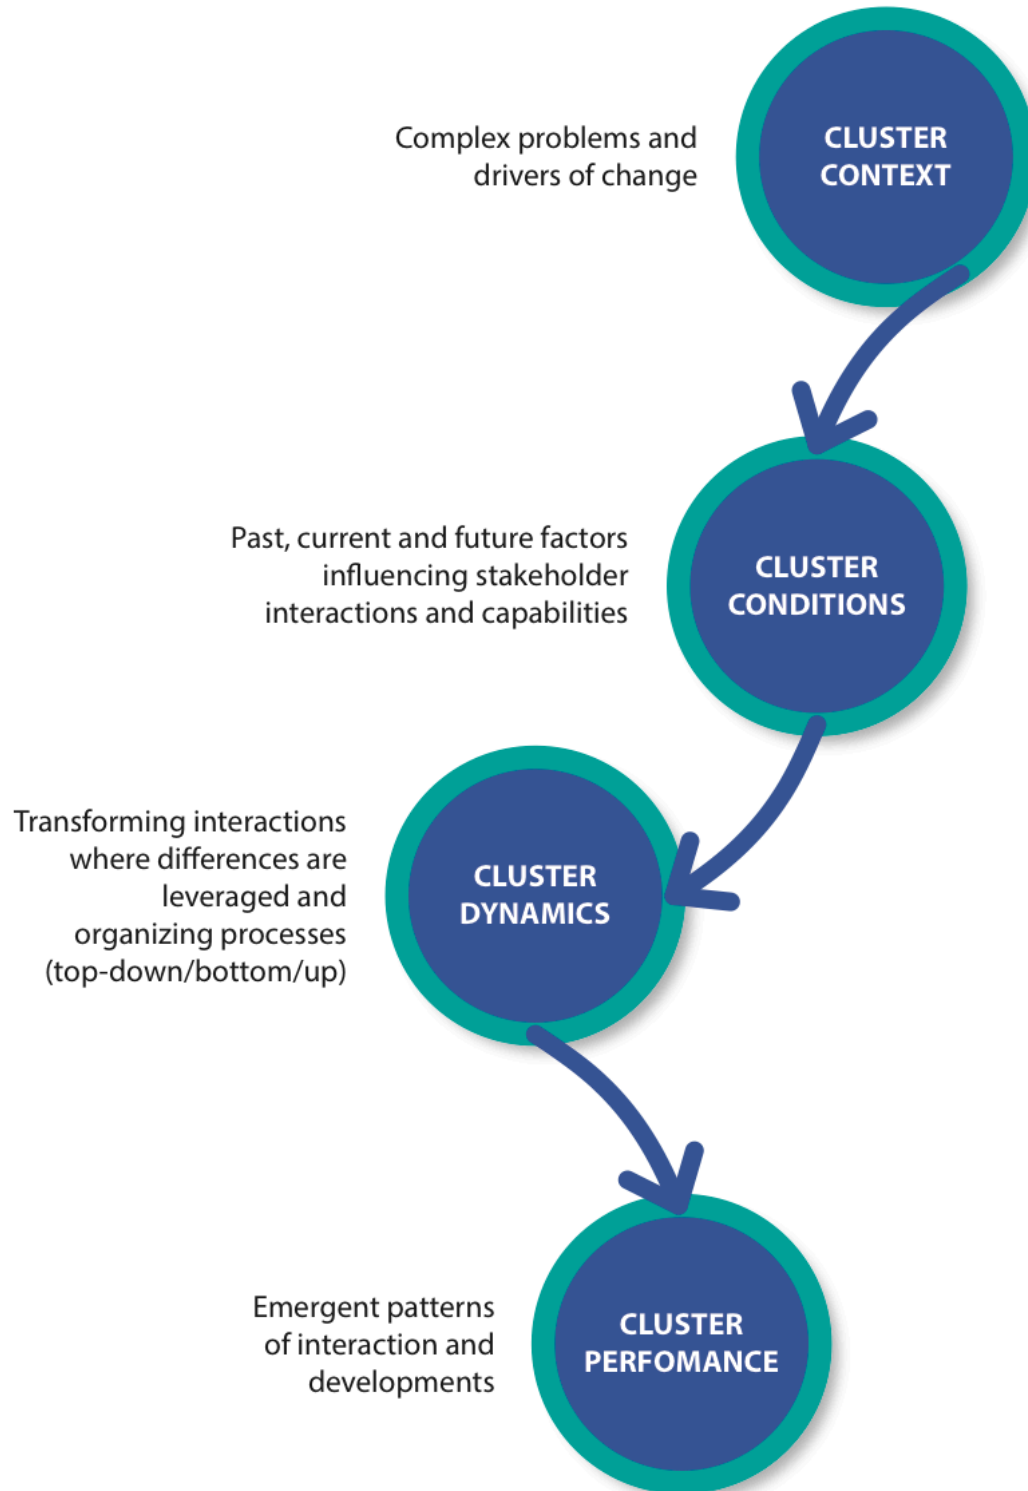 Complex problems and
drivers of change
CLUSTER
CONTEXT
Past, current and future factors
influencing stakeholder
interactions and capabilities
CLUSTER
CONDITIONS
Transforming interactions
where differences are
leveraged and
organizing processes
(top-down/bottom/up)
CLUSTER
DYNAMICS
Emergent patterns
of interaction and
developments
CLUSTER
PERFOMANCE